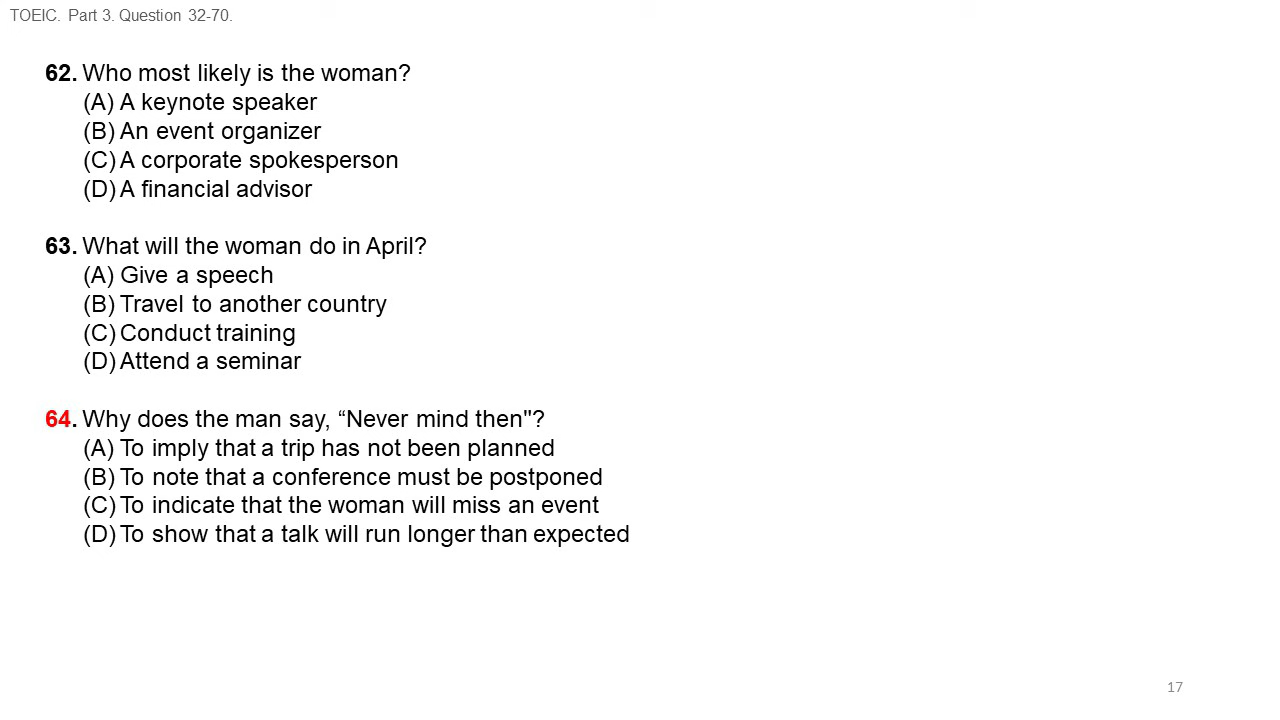 TOEIC. Part 3. Question 32-70.
62. Who most likely is the woman?
(A) A keynote speaker
(B) An event organizer
(C) A corporate spokesperson
(D) A financial advisor
63. What will the woman do in April?
(A) Give a speech
(B) Travel to another country
(C) Conduct training
(D) Attend a seminar
64. Why does the man say, “Never mind then"?
(A) To imply that a trip has not been planned
(B) To note that a conference must be postponed
(C) To indicate that the woman will miss an event
(D) To show that a talk will run longer than expected
17